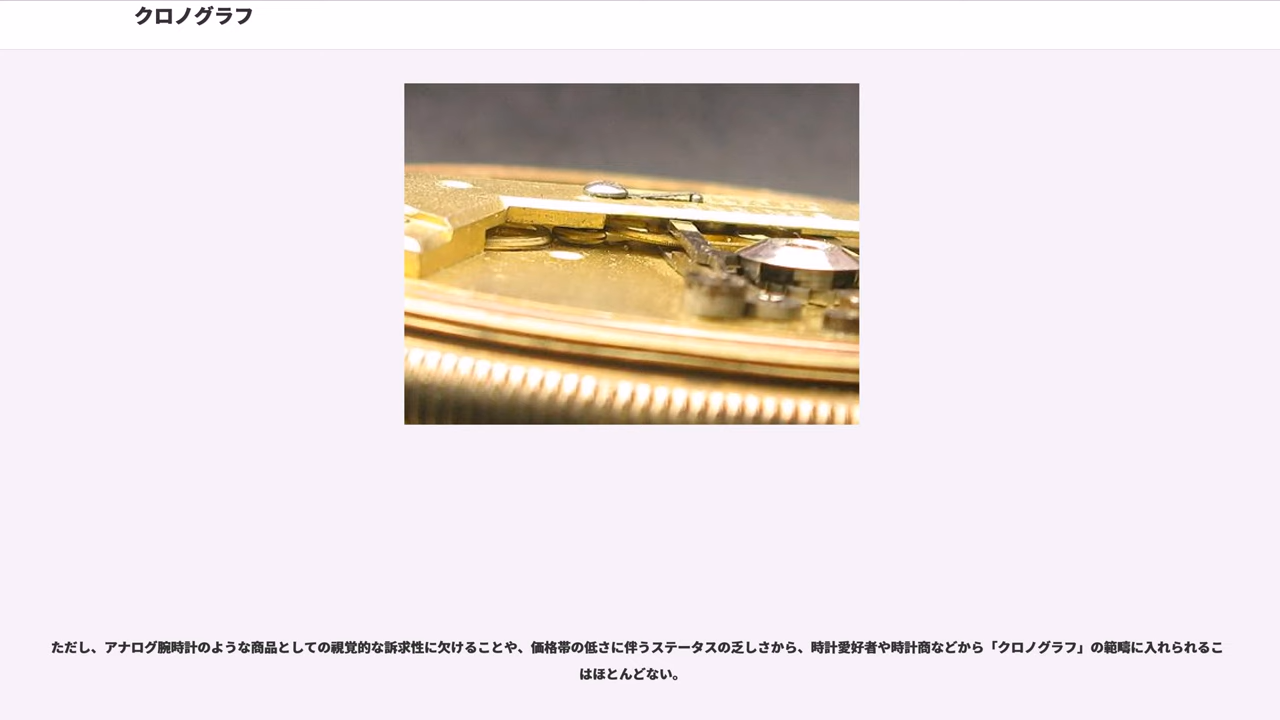 クロノグラフ
ただし、アナログ腕時計のような商品としての視覚的な訴求性に欠けることや、価格帯の低さに伴うステータスの乏しさから、時計愛好者や時計商などから「クロノグラフ」の範疇に入れられるこ
はほとんどない。